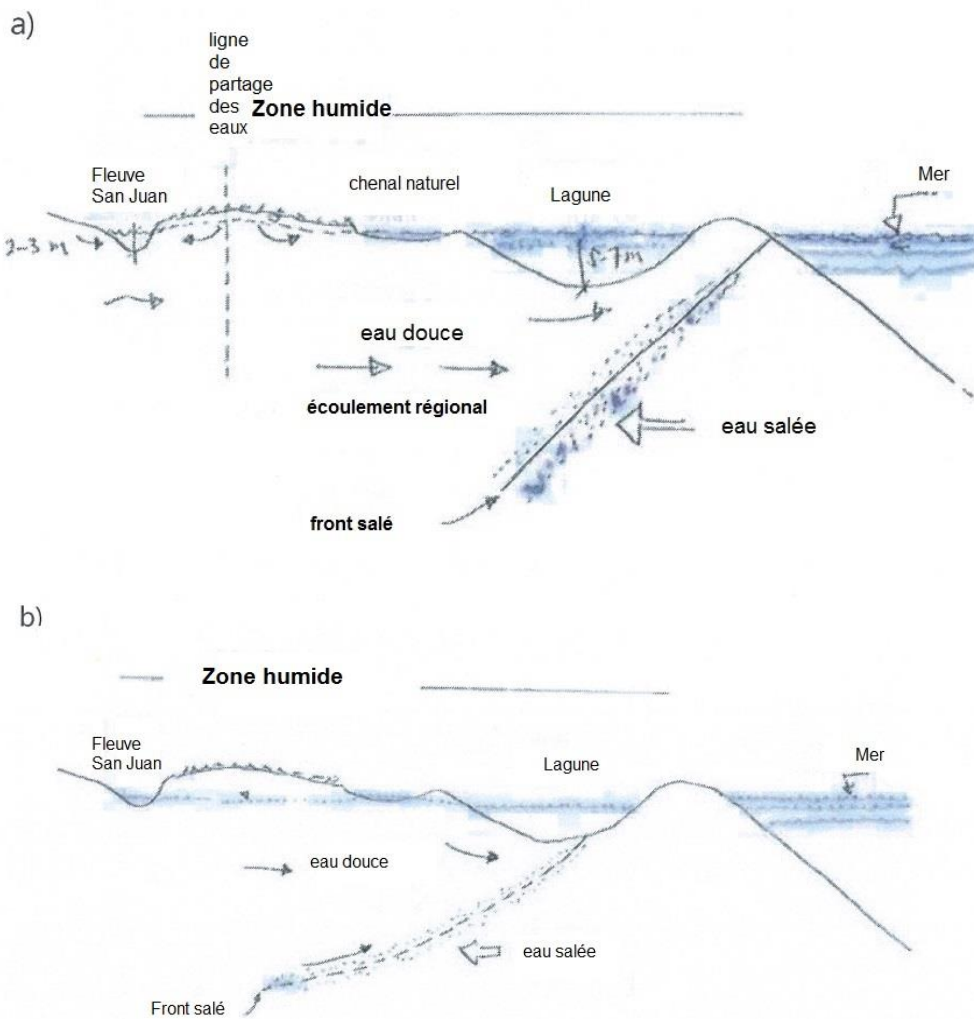 a)
ligne
de
partage
des
eaux
Zone humide
Fleuve
San Juan
chenal naturel
Lagune
Mer
2-3 m
5-7 m
eau douce
écoulement régional
eau salée
front salé
b)
Zone humide
Fleuve
San Juan
Lagune
Mer
eau douce
eau salée
Front salé